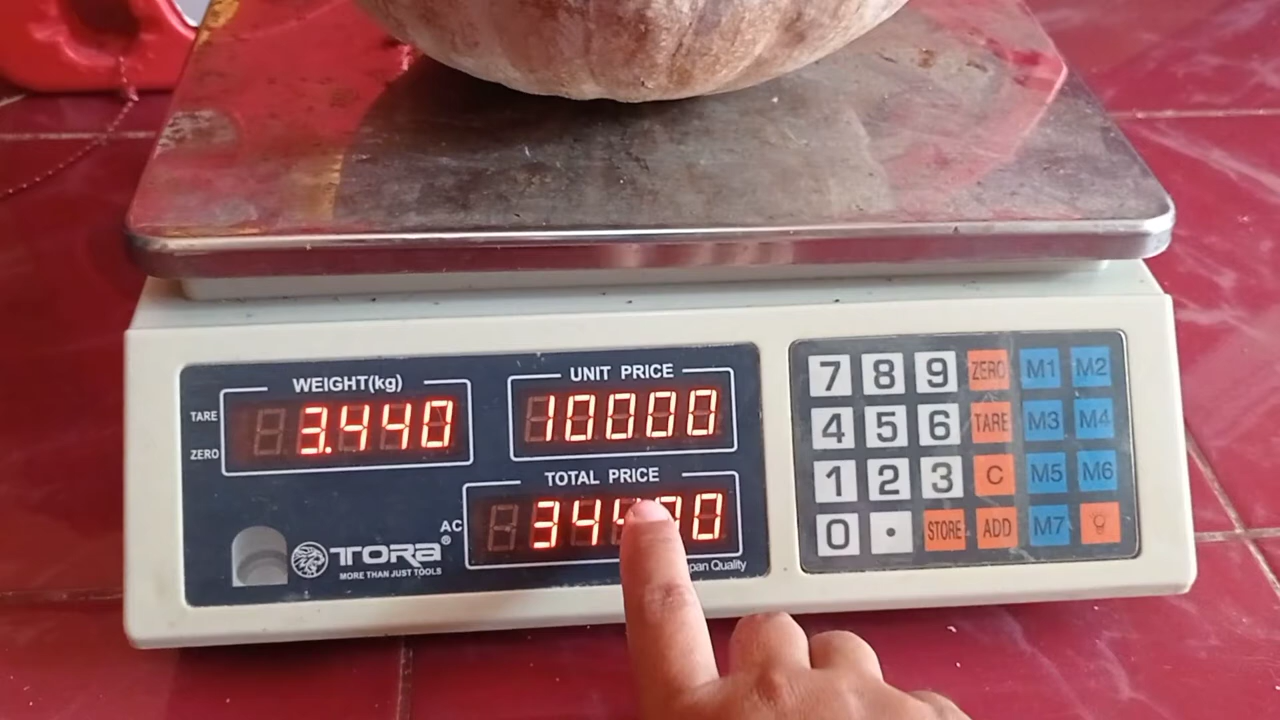 WEIGHT(kg)
UNIT PRICE
TARE
3.440
10000
ZERO
TOTAL PRICE
AC
34400
TORA®
MORE THAN JUST TOOLS
Quality
7 8 9 ZERO M1 M2
4 5 6 TARE M3 M4
1 2 3 C M5 M6
0 . STORE ADD M7